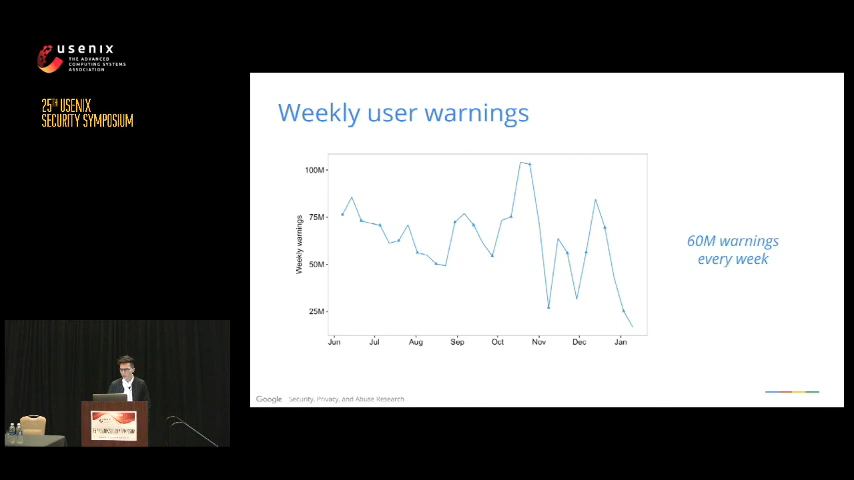 usenix
THE ADVANCED
COMPUTING SYSTEMS
ASSOCIATION
25TH USENIX
SECURITY SYMPOSIUM
Weekly user warnings
Weekly warnings
100M
75M
50M
25M
Jun Jul Aug Sep Oct Nov Dec Jan
60M warnings
every week
Google Security, Privacy, and Abuse Research